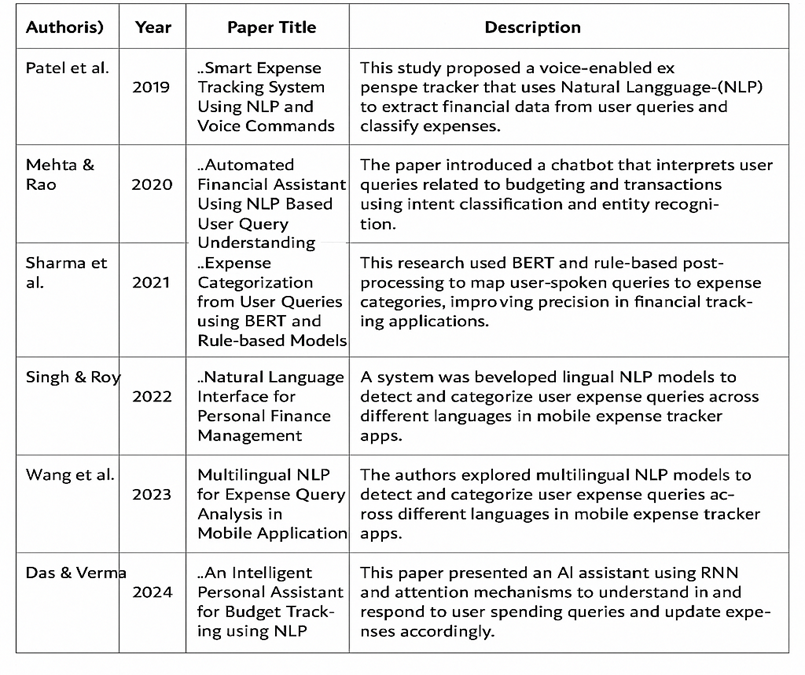 Authoris) Year Paper Title Description
Patel et al.
2019
..Smart Expense
Tracking System
Using NLP and
Voice Commands
This study proposed a voice-enabled ex
penspe tracker that uses Natural Langguage-(NLP)
to extract financial data from user queries and
classify expenses.
Mehta &
Rao
2020
..Automated
Financial Assistant
Using NLP Based
User Query
Understanding
The paper introduced a chatbot that interprets user
queries related to budgeting and transactions
using intent classification and entity recogni-
tion.
Sharma et
al.
2021
..Expense
Categorization
from User Queries
using BERT and
Rule-based Models
This research used BERT and rule-based post-
processing to map user-spoken queries to expense
categories, improving precision in financial track-
ing applications.
Singh & Roy
2022
..Natural Language
Interface for
Personal Finance
Management
A system was beveloped lingual NLP models to
detect and categorize user expense queries across
different languages in mobile expense tracker
apps.
Wang et al.
2023
Multilingual NLP
for Expense Query
Analysis in
Mobile Application
The authors explored multilingual NLP models to
detect and categorize user expense queries ac-
ross different languages in mobile expense tracker
apps.
Das & Verma
2024
..An Intelligent
Personal Assistant
for Budget Track-
ing using NLP
This paper presented an AI assistant using RNN
and attention mechanisms to understand in and
respond to user spending queries and update expe-
nses accordingly.